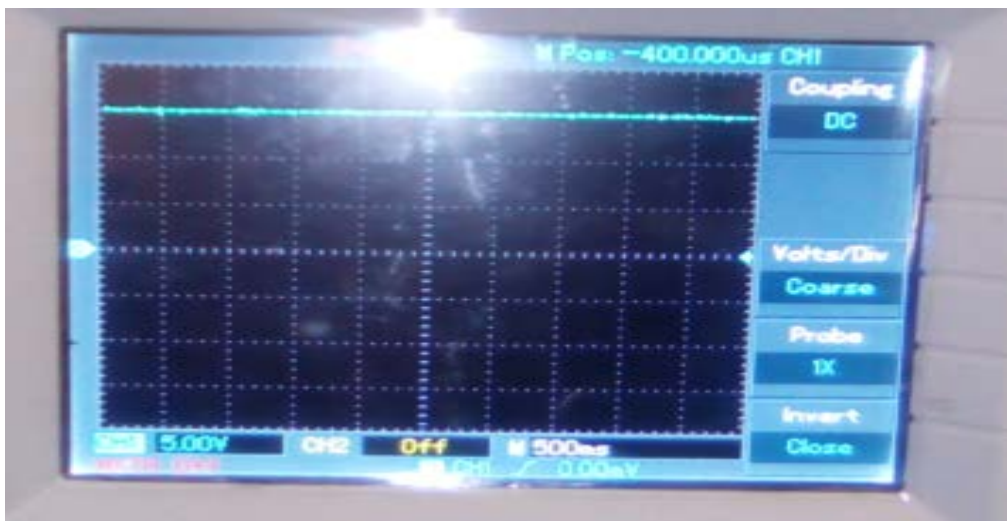 M Pos: -400.000us CH1
Coupling
DC
Volts/Div
Coarse
Probe
1X
Invert
Close
5.00V CH2 Off M 500ms
CH1 0.00mV